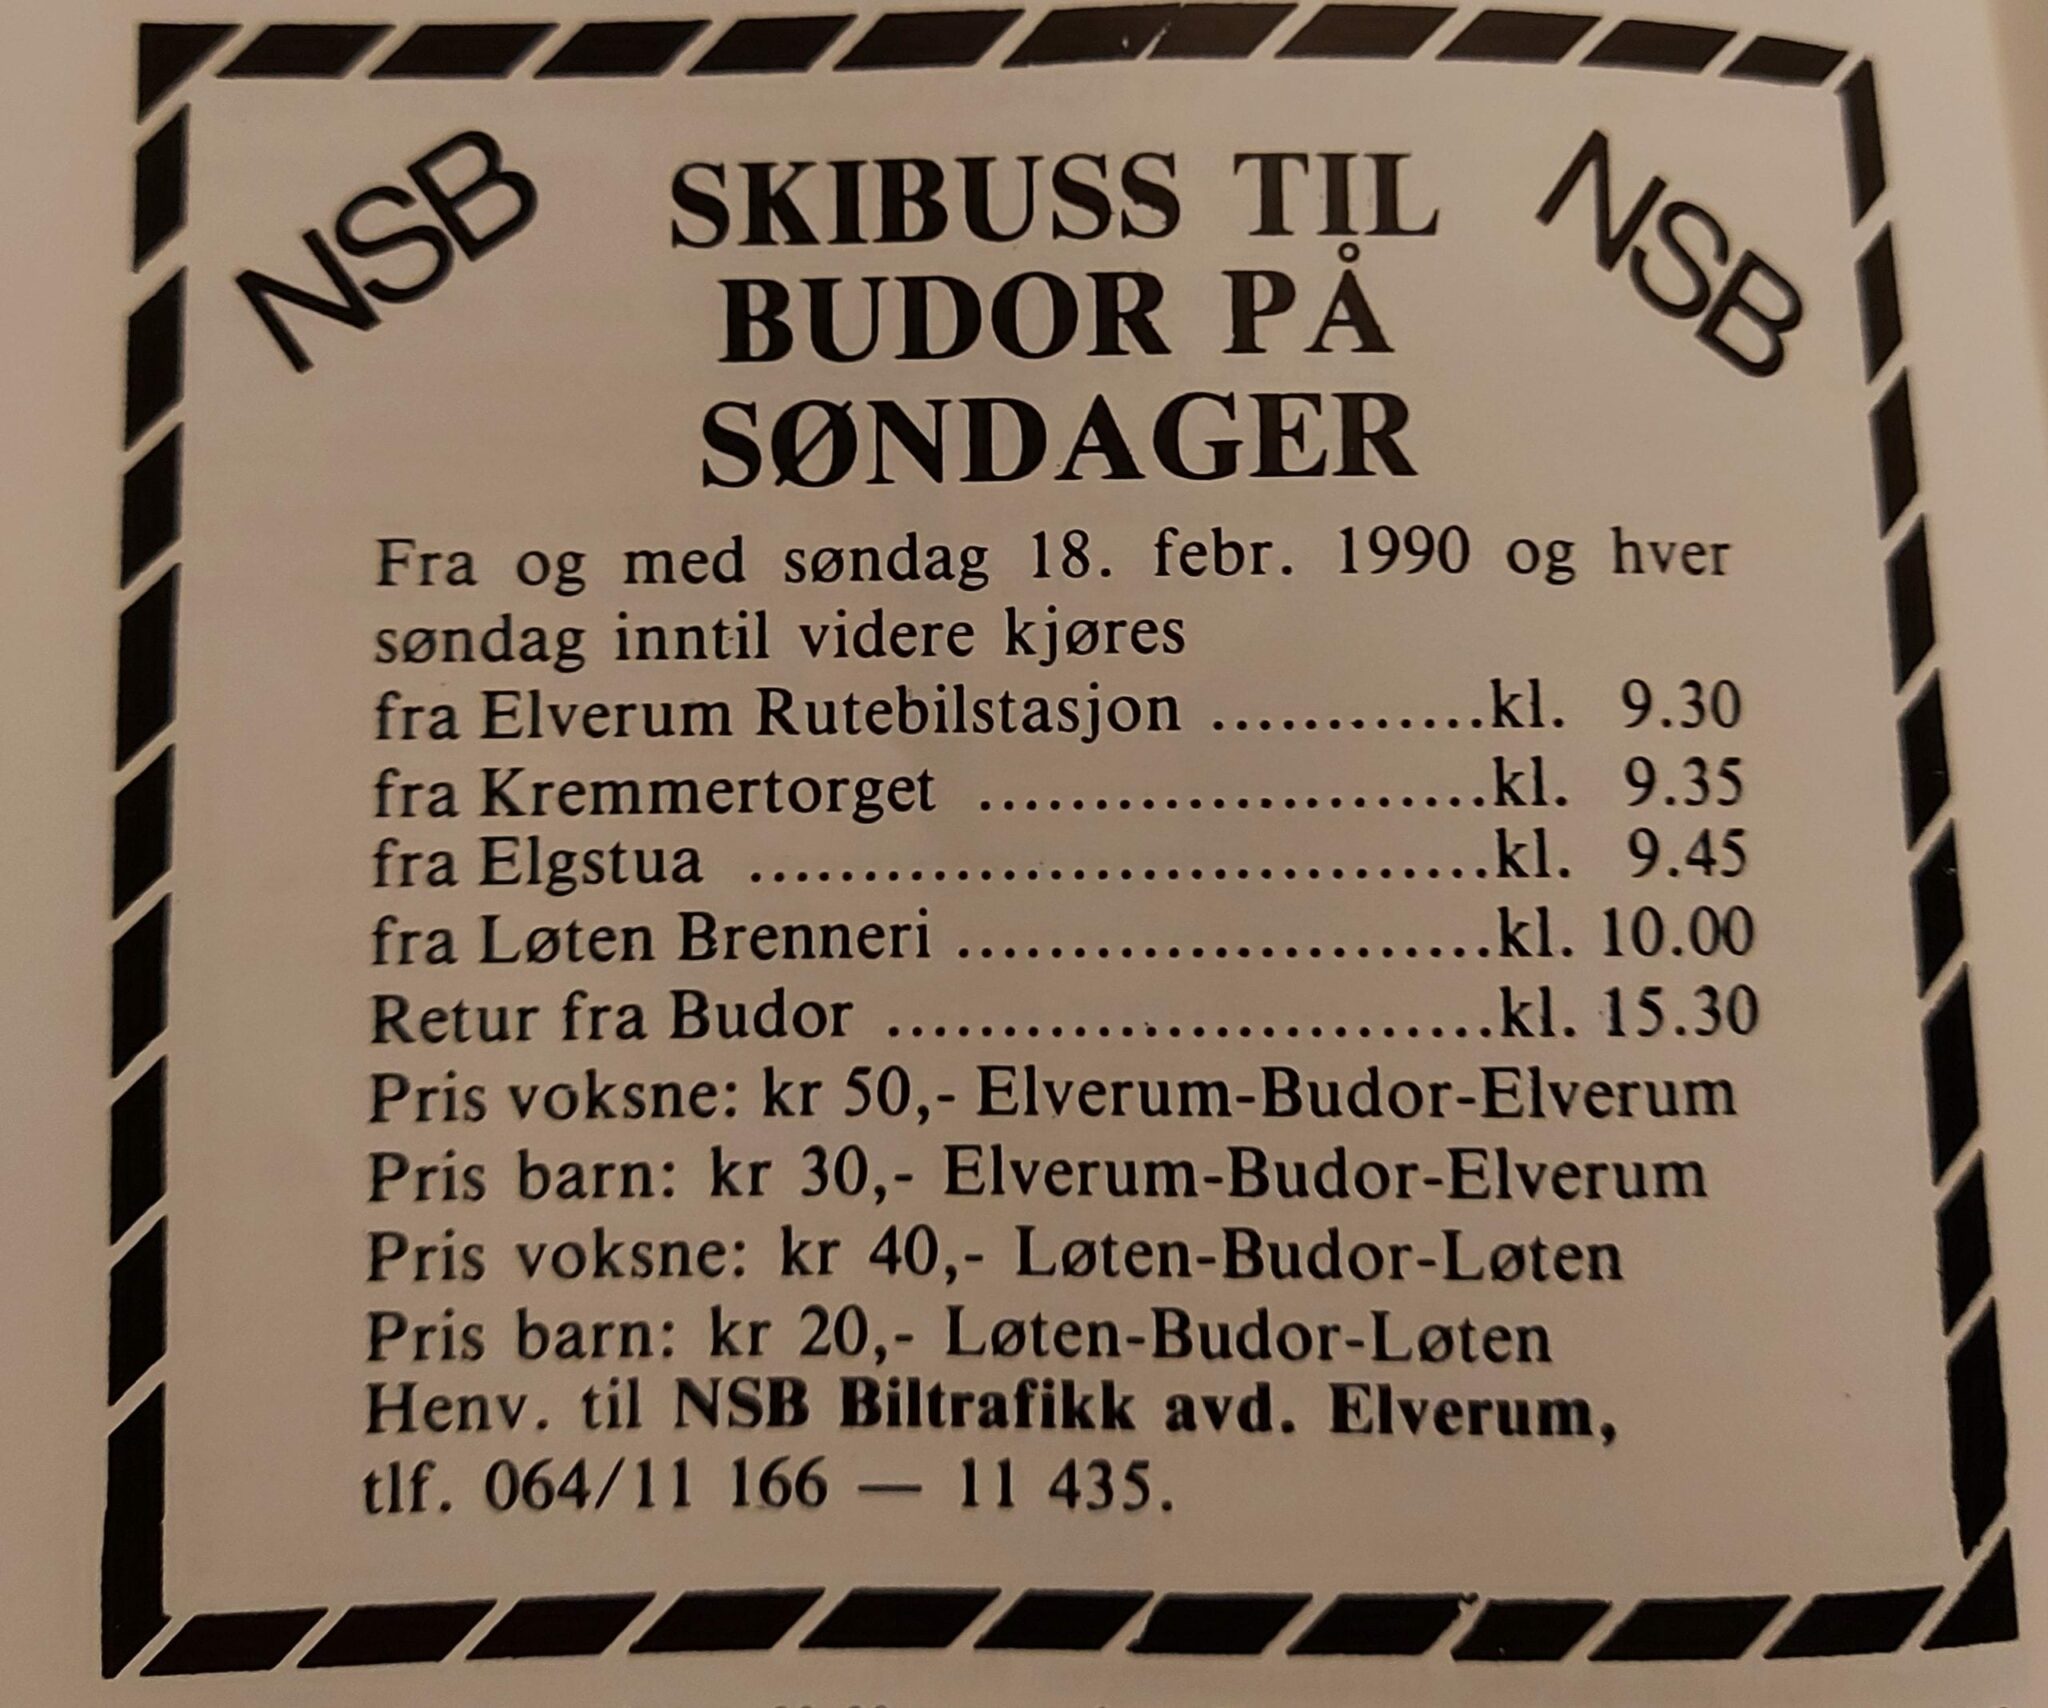 NSB
NSB
SKIBUSS TIL
BUDOR PÅ
SØNDAGER
Fra og med søndag 18. febr. 1990 og hver
søndag inntil videre kjøres
fra Elverum Rutebilstasjon ............kl. 9.30
fra Kremmertorget ......................kl. 9.35
fra Elgstua ................................kl. 9.45
fra Løten Brenneri .......................kl. 10.00
Retur fra Budor ..........................kl. 15.30
Pris voksne: kr 50,- Elverum-Budor-Elverum
Pris barn: kr 30,- Elverum-Budor-Elverum
Pris voksne: kr 40,- Løten-Budor-Løten
Pris barn: kr 20,- Løten-Budor-Løten
Henv. til NSB Biltrafikk avd. Elverum,
tlf. 064/11 166 — 11 435.